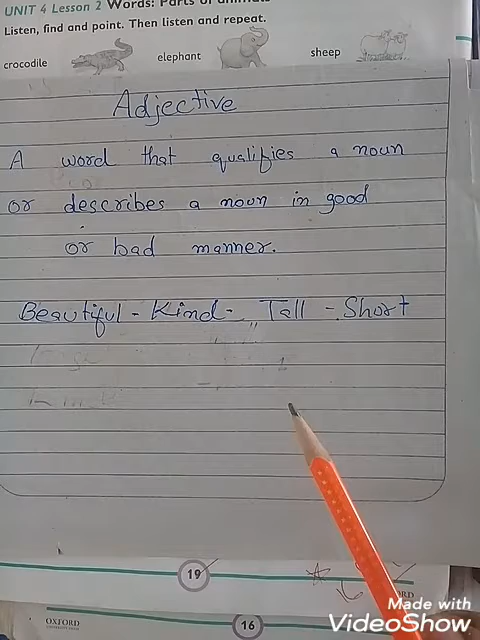 UNIT 4 Lesson 2 Words: Parts of animals
Listen, find and point. Then listen and repeat.
crocodile elephant sheep
Adjective
A word that qualifies a noun
or describes a noun in good
or bad manner.
Beautiful - Kind - Tall - Short
19
OXFORD
16
Made with
VideoShow